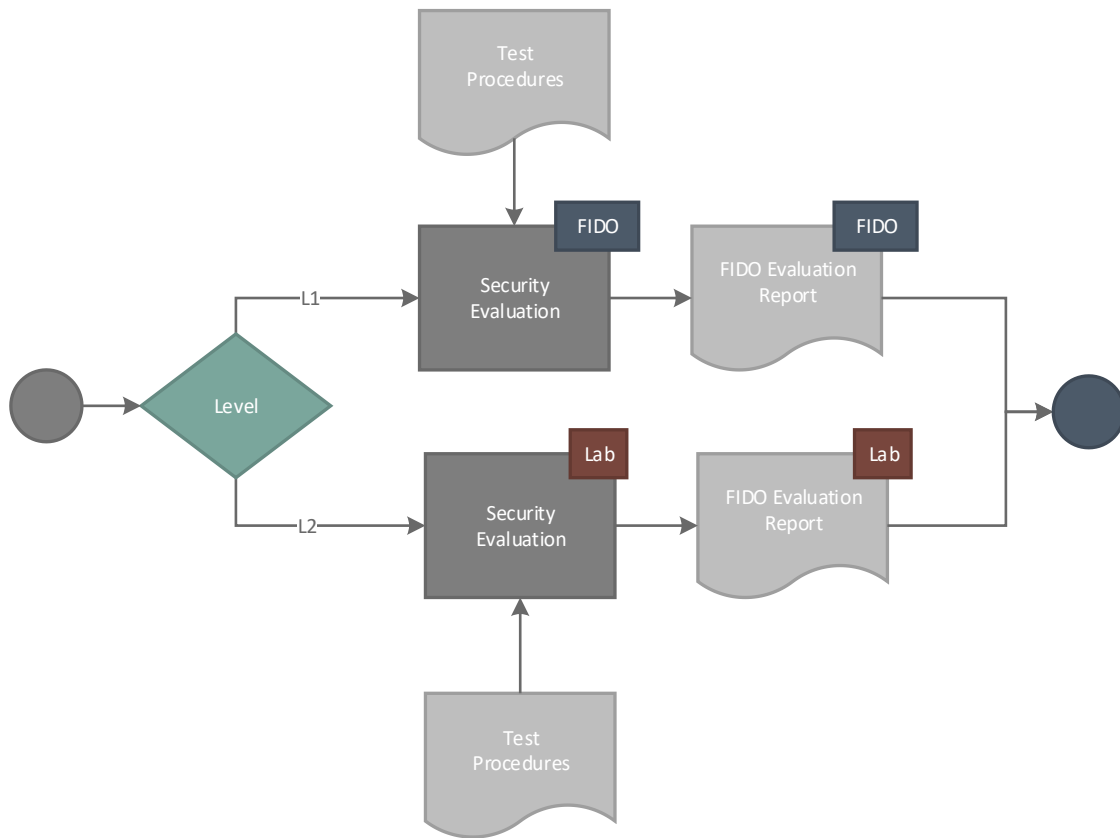 Test
Procedures
FIDO
FIDO
Security
Evaluation
FIDO Evaluation
Report
L1
Level
Lab
Lab
Security
Evaluation
FIDO Evaluation
Report
L2
Test
Procedures